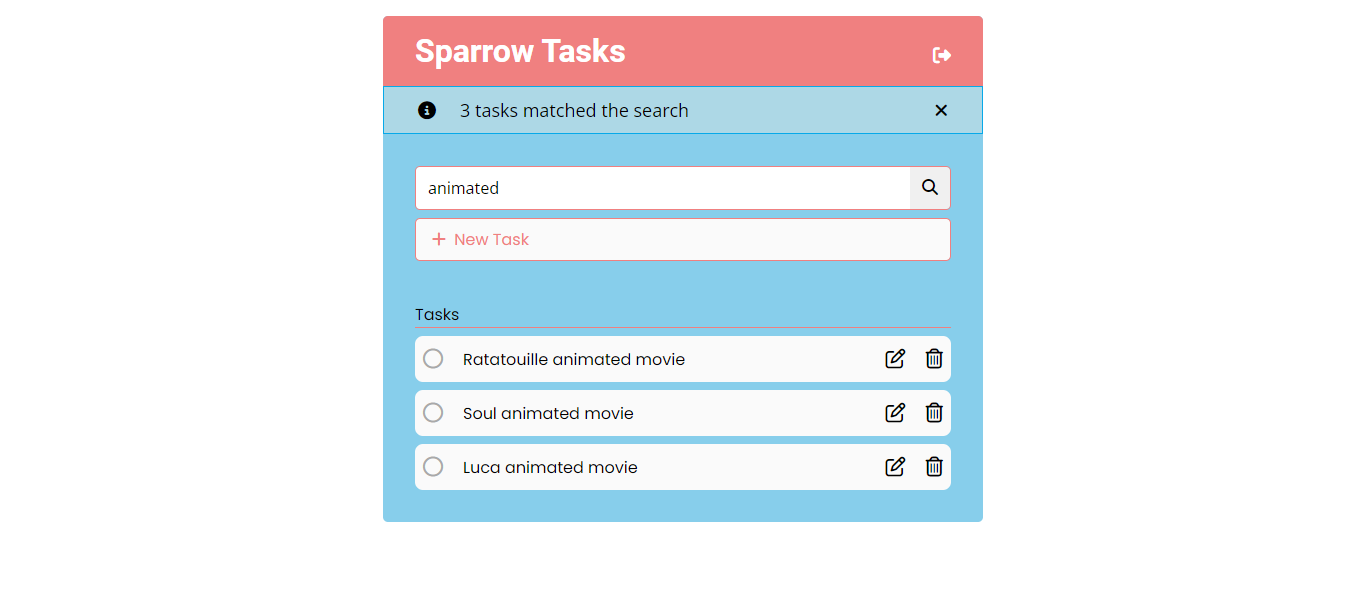 Sparrow Tasks
3 tasks matched the search
animated
New Task
Tasks
Ratatouille animated movie
Soul animated movie
Luca animated movie